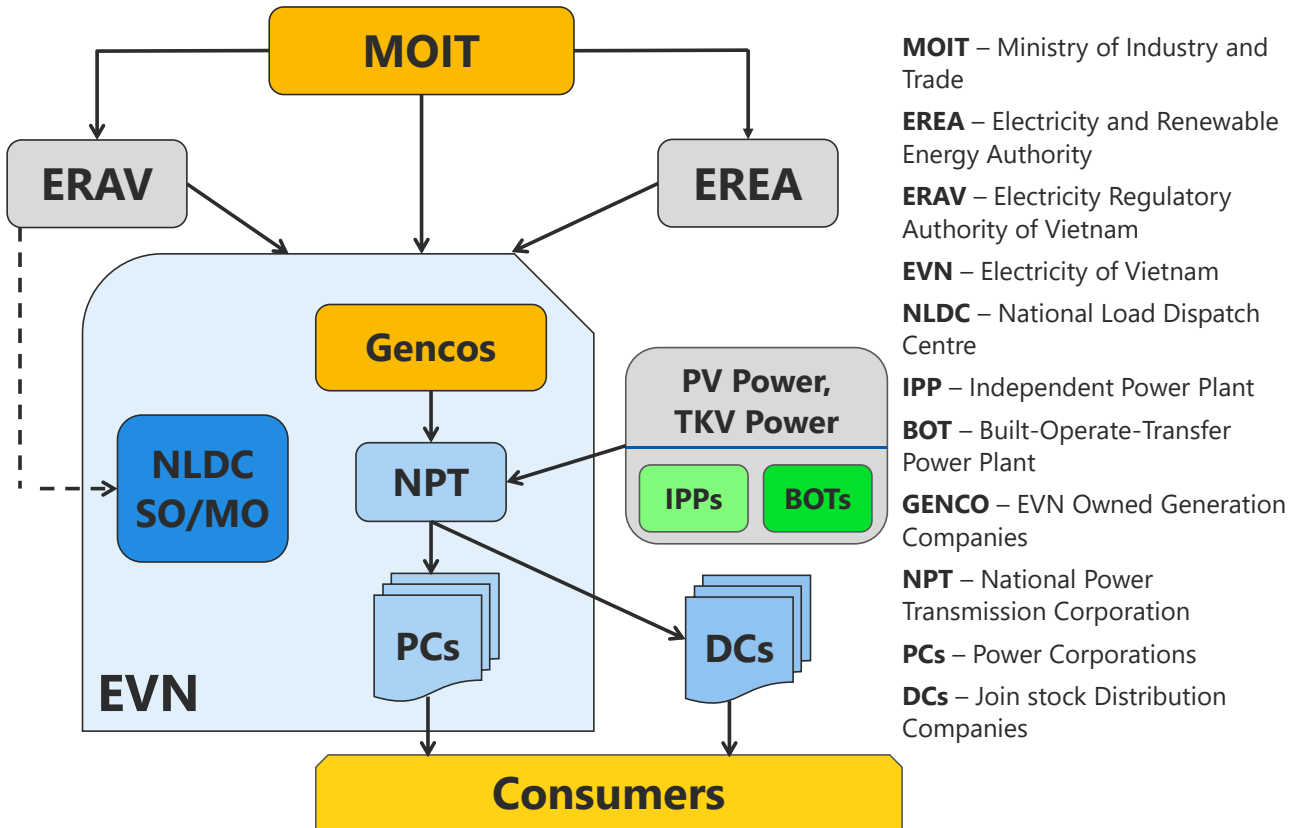 MOIT
ERAV
EREA
Gencos
PV Power,
TKV Power
NLDC
SO/MO
NPT
IPPs
BOTs
PCs
DCs
EVN
Consumers
MOIT – Ministry of Industry and
Trade
EREA – Electricity and Renewable
Energy Authority
ERAV – Electricity Regulatory
Authority of Vietnam
EVN – Electricity of Vietnam
NLDC – National Load Dispatch
Centre
IPP – Independent Power Plant
BOT – Built-Operate-Transfer
Power Plant
GENCO – EVN Owned Generation
Companies
NPT – National Power
Transmission Corporation
PCs – Power Corporations
DCs – Join stock Distribution
Companies